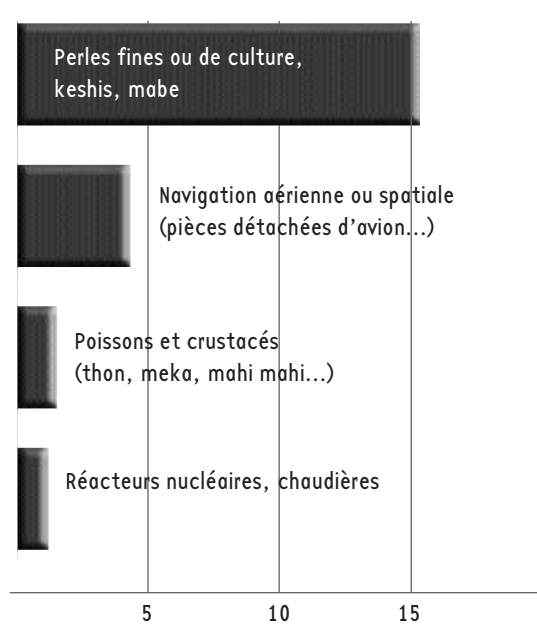 Perles fines ou de culture,
keshis, mabe
Navigation aérienne ou spatiale
(pièces détachées d'avion...)
Poissons et crustacés
(thon, meka, mahi mahi...)
Réacteurs nucléaires, chaudières
5 10 15